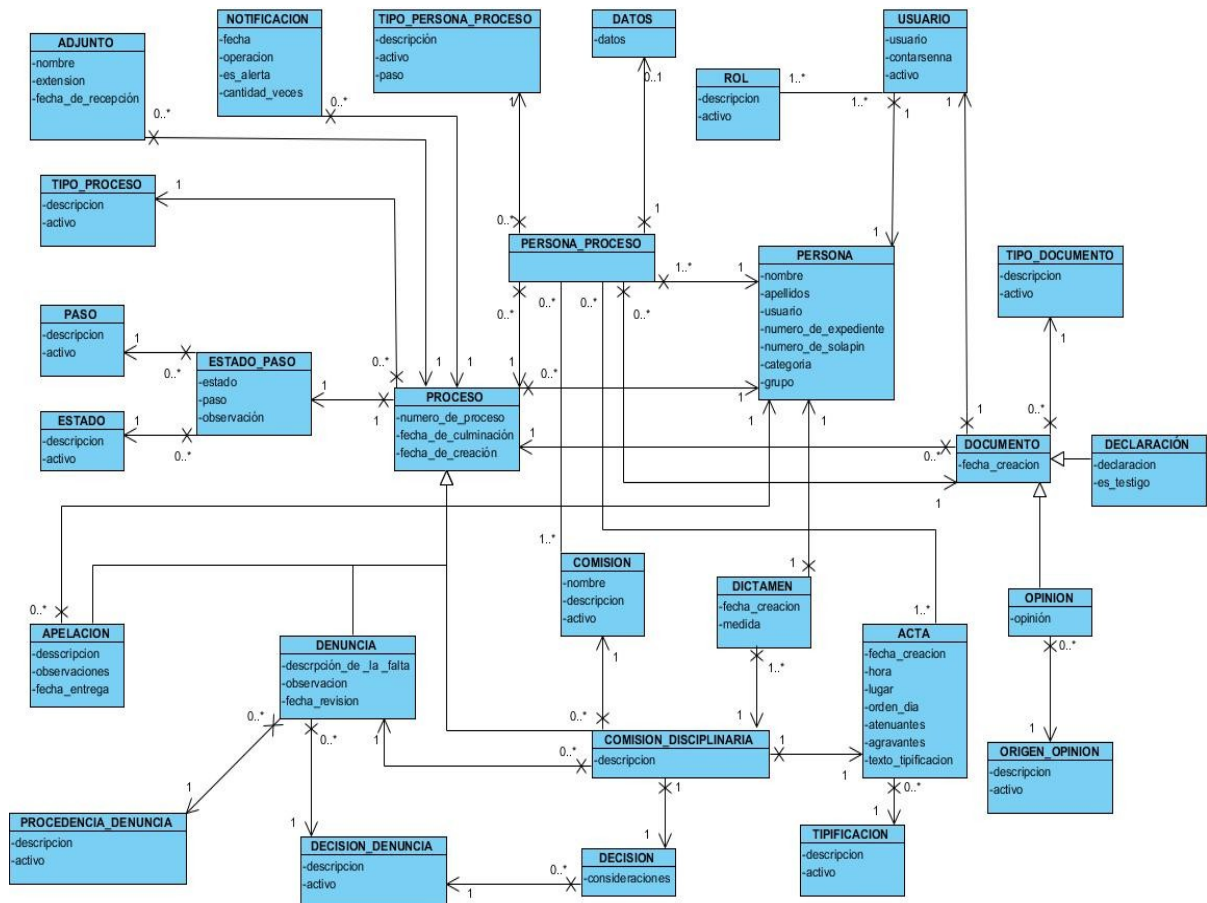 NOTIFICACION
-fecha
-operacion
-es_alerta
-cantidad_veces
0..*
TIPO_PERSONA_PROCESO
-descripción
-activo
-paso
1
DATOS
-datos
0..1
USUARIO
-usuario
-contarsenna
-activo
1
1
ADJUNTO
-nombre
-extension
-fecha_de_recepción
0..*
ROL
-descripcion
-activo
1..*
1..*
TIPO_PROCESO
-descripcion
-activo
1
0..*
1
PERSONA_PROCESO
1..*
0..*
0..*
0..*
0..*
1
PERSONA
-nombre
-apellidos
-usuario
-numero_de_expediente
-numero_de_solapin
-categoria
-grupo
1
1
1
1
TIPO_DOCUMENTO
-descripcion
-activo
1
PASO
-descripcion
-activo
1
0..*
ESTADO_PASO
-estado
-paso
-observación
1
ESTADO
-descripcion
-activo
1
0..*
0..*
1
1
1
0..*
PROCESO
-numero_de_proceso
-fecha_de_culminación
-fecha_de_creación
1
1
1
0..*
0..*
DOCUMENTO
-fecha_creacion
1
DECLARACIÓN
-declaracion
-es_testigo
1..*
COMISION
-nombre
-descripcion
-activo
1
1
DICTAMEN
-fecha_creacion
-medida
1..*
1..*
OPINION
-opinión
0..*
0..*
APELACION
-desscripcion
-observaciones
-fecha_entrega
DENUNCIA
-descrpción_de _la _falta
-observacion
-fecha_revision
0..*
0..*
1
ACTA
-fecha_creacion
-hora
-lugar
-orden_dia
-atenuantes
-agravantes
-texto_tipificacion
0..*
0..*
0..*
1
COMISION_DISCIPLINARIA
-descripcion
1
1
1
ORIGEN_OPINION
-descripcion
-activo
1
1
PROCEDENCIA_DENUNCIA
-descripcion
-activo
1
DECISION_DENUNCIA
-descripcion
-activo
1
0..*
1
DECISION
-consideraciones
1
TIPIFICACION
-descripcion
-activo